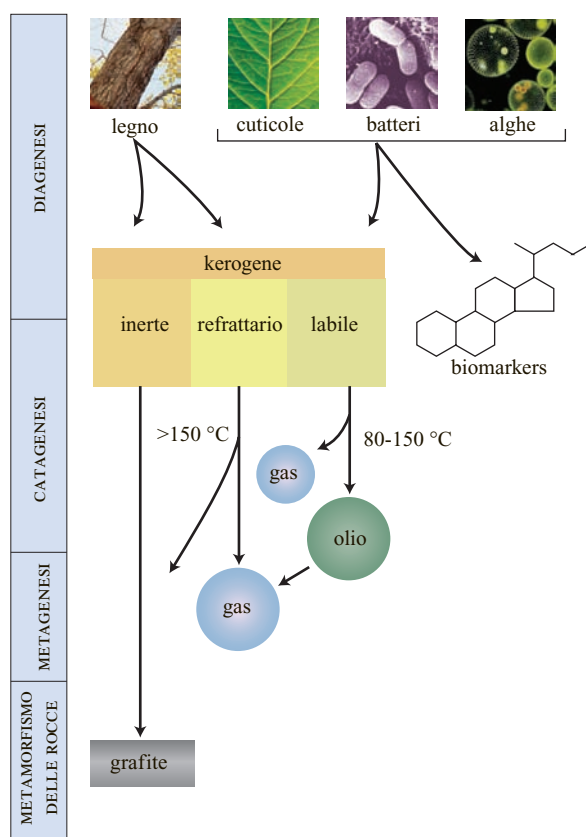 DIAGENESI
legno
cuticole
batteri
alghe
kerogene
inerte
refrattario
labile
biomarkers
CATAGENESI
>150 °C
80-150 °C
gas
olio
METAGENESI
gas
METAMORFISMO
DELLE ROCCE
grafite